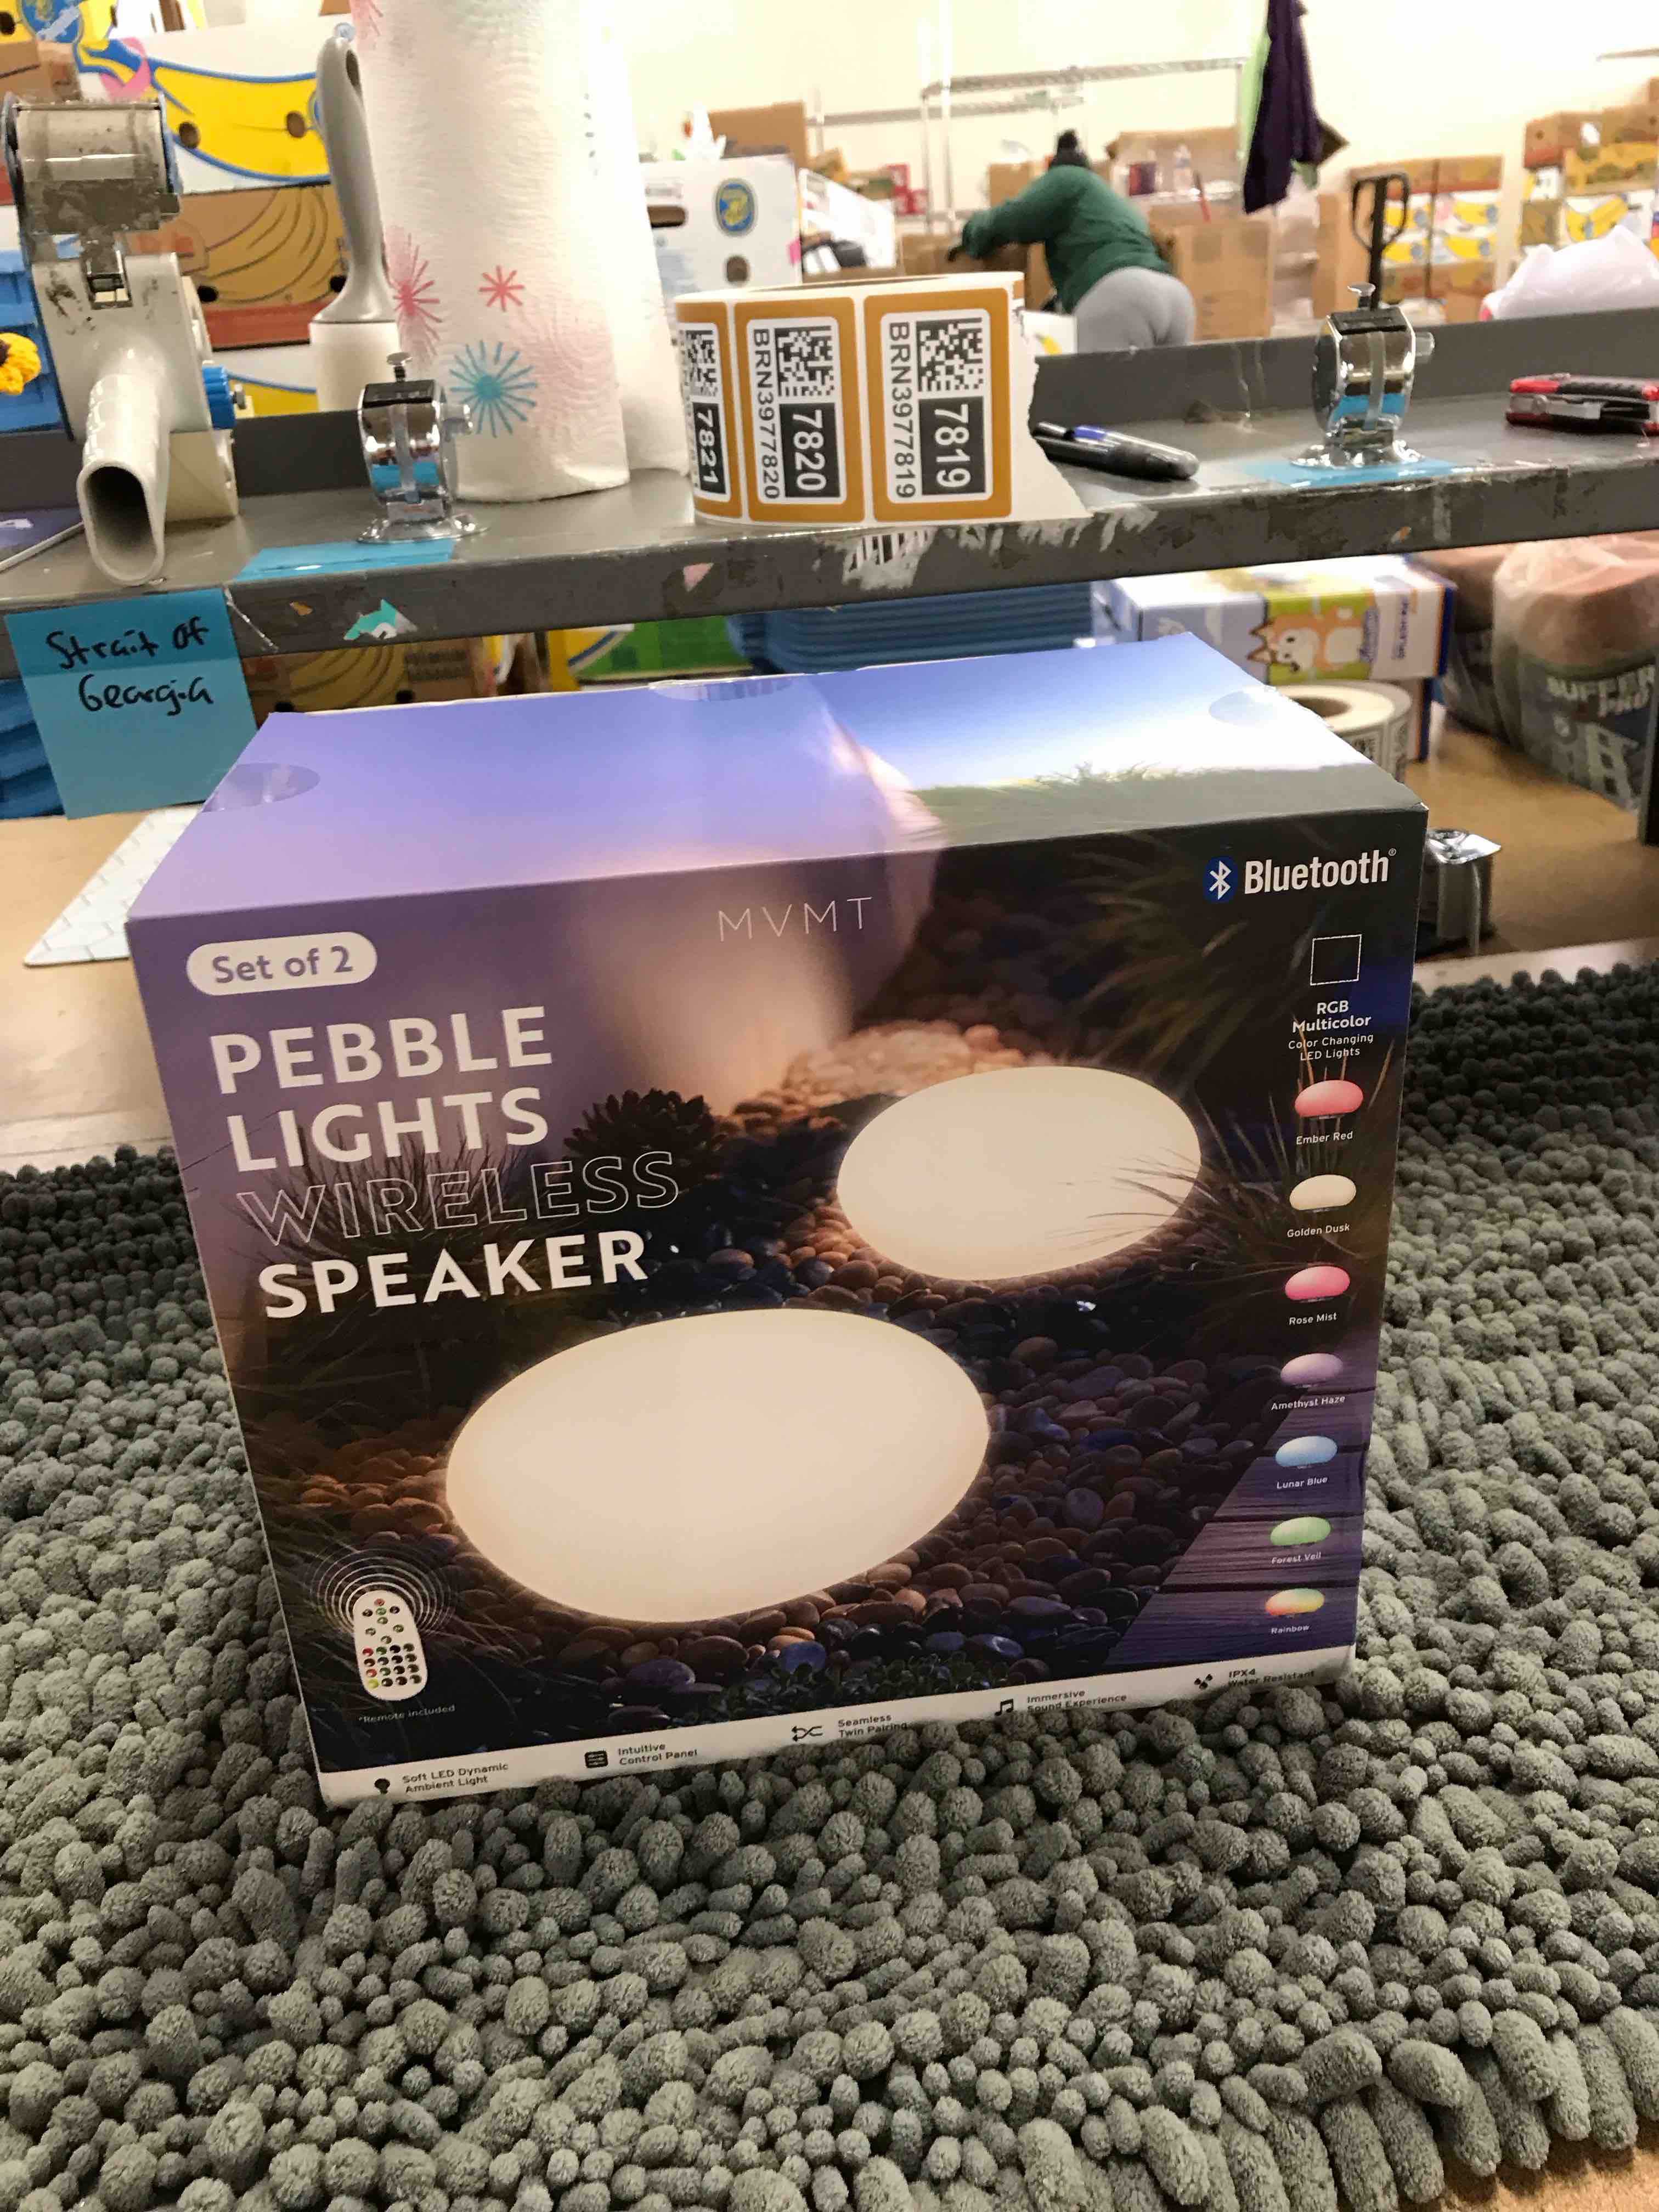 BRN3977820
7821
7820
BRN3977819
7819
Strait of
Georgia
Bluetooth®
MVMT
Set of 2
PEBBLE
LIGHTS
WIRELESS
SPEAKER
RGB
Multicolor
Color Changing
LED Lights
Ember Red
Golden Dusk
Rose Mist
Amethyst Haze
Lunar Blue
Forest Veil
Rainbow
*Remote included
Soft LED Dynamic
Ambient Light
Intuitive
Control Panel
Seamless
Twin Pairing
Immersive
Sound Experience
IPX4
Water Resistant